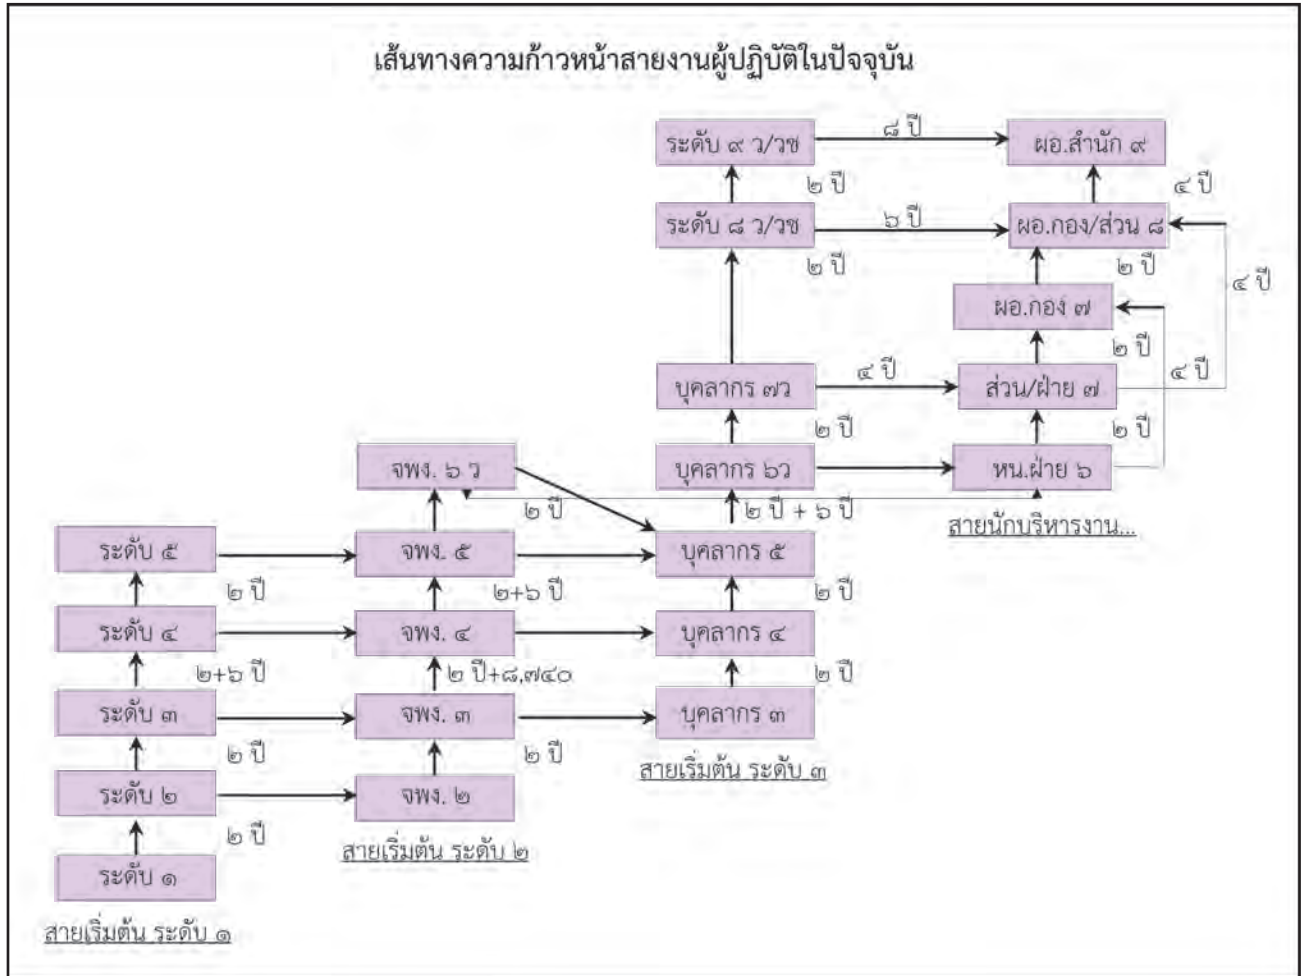 เส้นทางความก้าวหน้าสายงานผู้ปฏิบัติในปัจจุบัน
ระดับ ๙ ว/วช
๘ ปี
ผอ.สำนัก ๙
๒ ปี
๔ ปี
ระดับ ๘ ว/วช
๖ ปี
ผอ.กอง/ส่วน ๘
๒ ปี
๒ ปี
๔ ปี
ผอ.กอง ๗
๒ ปี
บุคลากร ๗ว
๔ ปี
ส่วน/ฝ่าย ๗
๔ ปี
๒ ปี
๒ ปี
จพง. ๖ ว
บุคลากร ๖ว
หน.ฝ่าย ๖
๒ ปี
๒ ปี + ๖ ปี
สายนักบริหารงาน...
ระดับ ๕
จพง. ๕
บุคลากร ๕
๒ ปี
๒+๖ ปี
๒ ปี
ระดับ ๔
จพง. ๔
บุคลากร ๔
๒+๖ ปี
๒ ปี+๘,๗๔๐
๒ ปี
ระดับ ๓
จพง. ๓
บุคลากร ๓
๒ ปี
๒ ปี
สายเริ่มต้น ระดับ ๓
ระดับ ๒
จพง. ๒
๒ ปี
สายเริ่มต้น ระดับ ๒
ระดับ ๑
สายเริ่มต้น ระดับ ๑